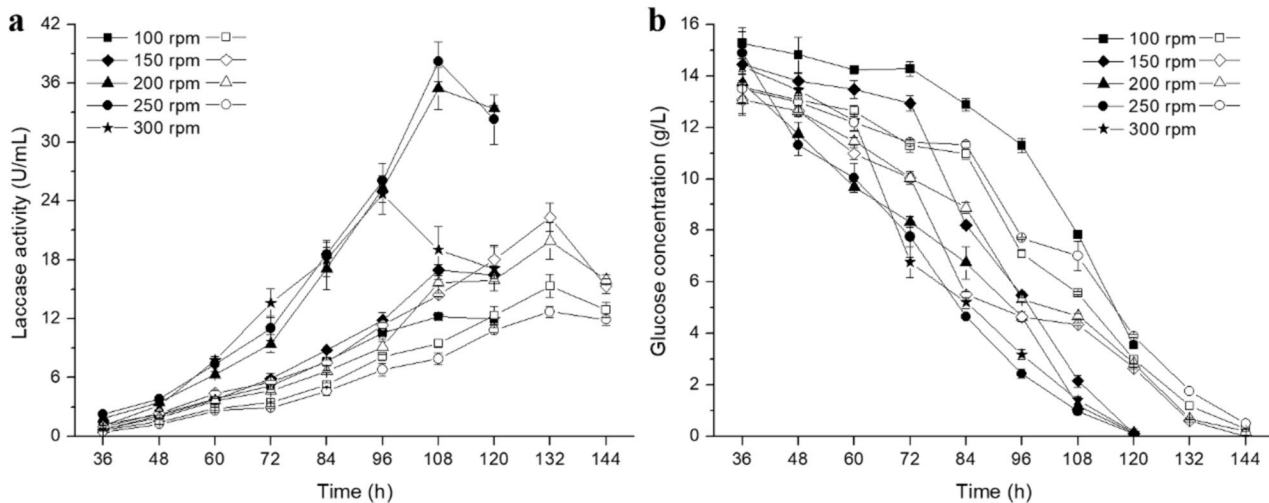 a
42
36
30
24
18
12
6
0
Laccase activity (U/mL)
100 rpm
150 rpm
200 rpm
250 rpm
300 rpm
36 48 60 72 84 96 108 120 132 144
Time (h)
b
16
14
12
10
8
6
4
2
0
Glucose concentration (g/L)
100 rpm
150 rpm
200 rpm
250 rpm
300 rpm
36 48 60 72 84 96 108 120 132 144
Time (h)